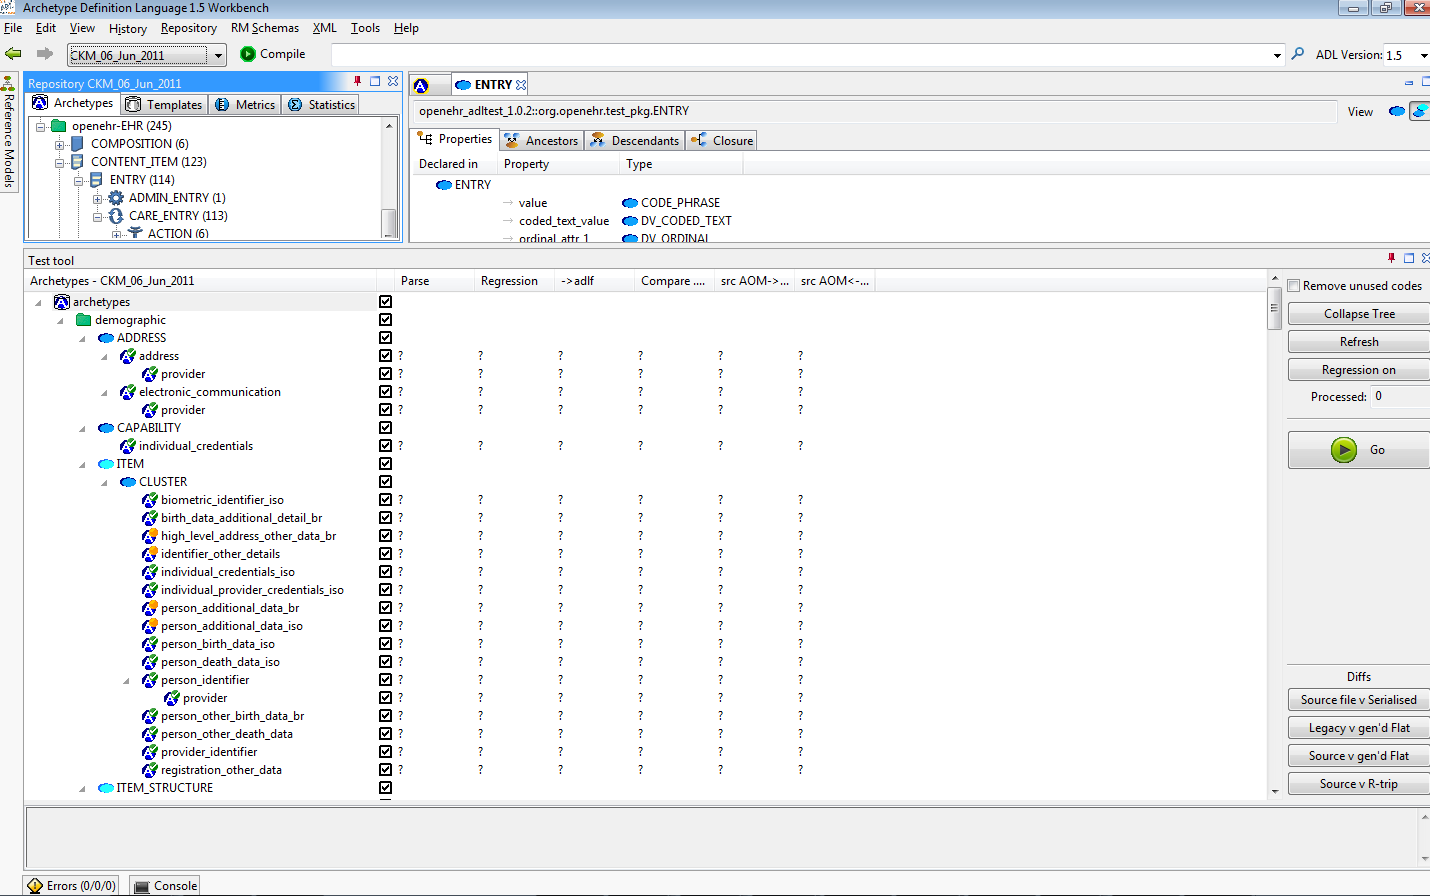 Archetype Definition Language 1.5 Workbench
File Edit View History Repository RM Schemas XML Tools Help
CKM_06_Jun_2011 Compile ADL Version: 1.5
Reference Models
Repository CKM_06_Jun_2011
Archetypes Templates Metrics Statistics
openehr-EHR (245)
COMPOSITION (6)
CONTENT_ITEM (123)
ENTRY (114)
ADMIN_ENTRY (1)
CARE_ENTRY (113)
ACTION (6)
ENTRY
openehr_adltest_1.0.2::org.openehr.test_pkg.ENTRY View
Properties Ancestors Descendants Closure
Declared in Property Type
ENTRY
value CODE_PHRASE
coded_text_value DV_CODED_TEXT
ordinal_attr_1 DV_ORDINAL
Test tool
Archetypes - CKM_06_Jun_2011 Parse Regression ->adlf Compare .... src AOM->... src AOM<-...
archetypes
demographic
ADDRESS
address ? ? ? ? ? ?
provider ? ? ? ? ? ?
electronic_communication ? ? ? ? ? ?
provider ? ? ? ? ? ?
CAPABILITY
individual_credentials ? ? ? ? ? ?
ITEM
CLUSTER
biometric_identifier_iso ? ? ? ? ? ?
birth_data_additional_detail_br ? ? ? ? ? ?
high_level_address_other_data_br ? ? ? ? ? ?
identifier_other_details ? ? ? ? ? ?
individual_credentials_iso ? ? ? ? ? ?
individual_provider_credentials_iso ? ? ? ? ? ?
person_additional_data_br ? ? ? ? ? ?
person_additional_data_iso ? ? ? ? ? ?
person_birth_data_iso ? ? ? ? ? ?
person_death_data_iso ? ? ? ? ? ?
person_identifier ? ? ? ? ? ?
provider ? ? ? ? ? ?
person_other_birth_data_br ? ? ? ? ? ?
person_other_death_data ? ? ? ? ? ?
provider_identifier ? ? ? ? ? ?
registration_other_data ? ? ? ? ? ?
ITEM_STRUCTURE
Remove unused codes
Collapse Tree
Refresh
Regression on
Processed: 0
Go
Diffs
Source file v Serialised
Legacy v gen'd Flat
Source v gen'd Flat
Source v R-trip
Errors (0/0/0) Console